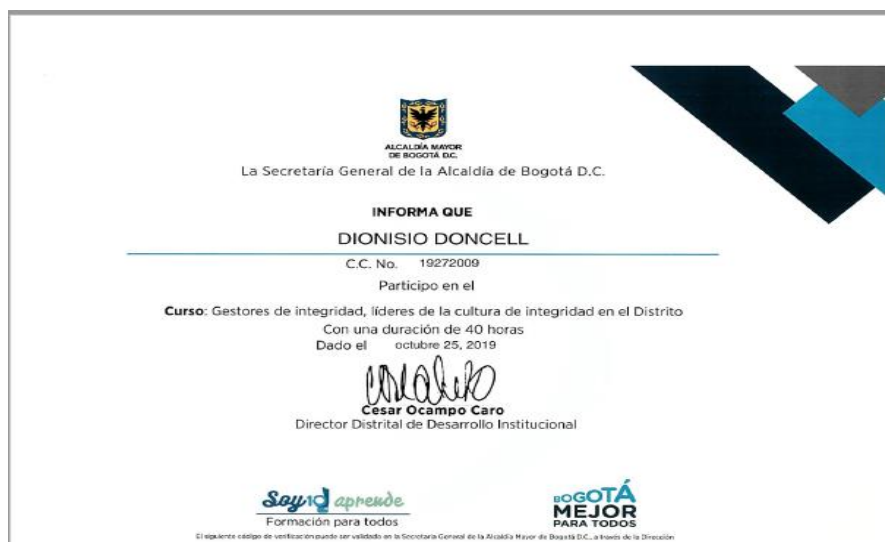 ALCALDÍA MAYOR
DE BOGOTÁ D.C.
La Secretaría General de la Alcaldía de Bogotá D.C.
INFORMA QUE
DIONISIO DONCELL
C.C. No. 19272009
Participo en el
Curso: Gestores de integridad, líderes de la cultura de integridad en el Distrito
Con una duración de 40 horas
Dado el octubre 25, 2019
Cesar Ocampo Caro
Director Distrital de Desarrollo Institucional
Soy10 aprende
Formación para todos
BOGOTÁ
MEJOR
PARA TODOS
El siguiente código de verificación puede ser validado en la Secretaría General de la Alcaldía Mayor de Bogotá D.C., a través de la Dirección